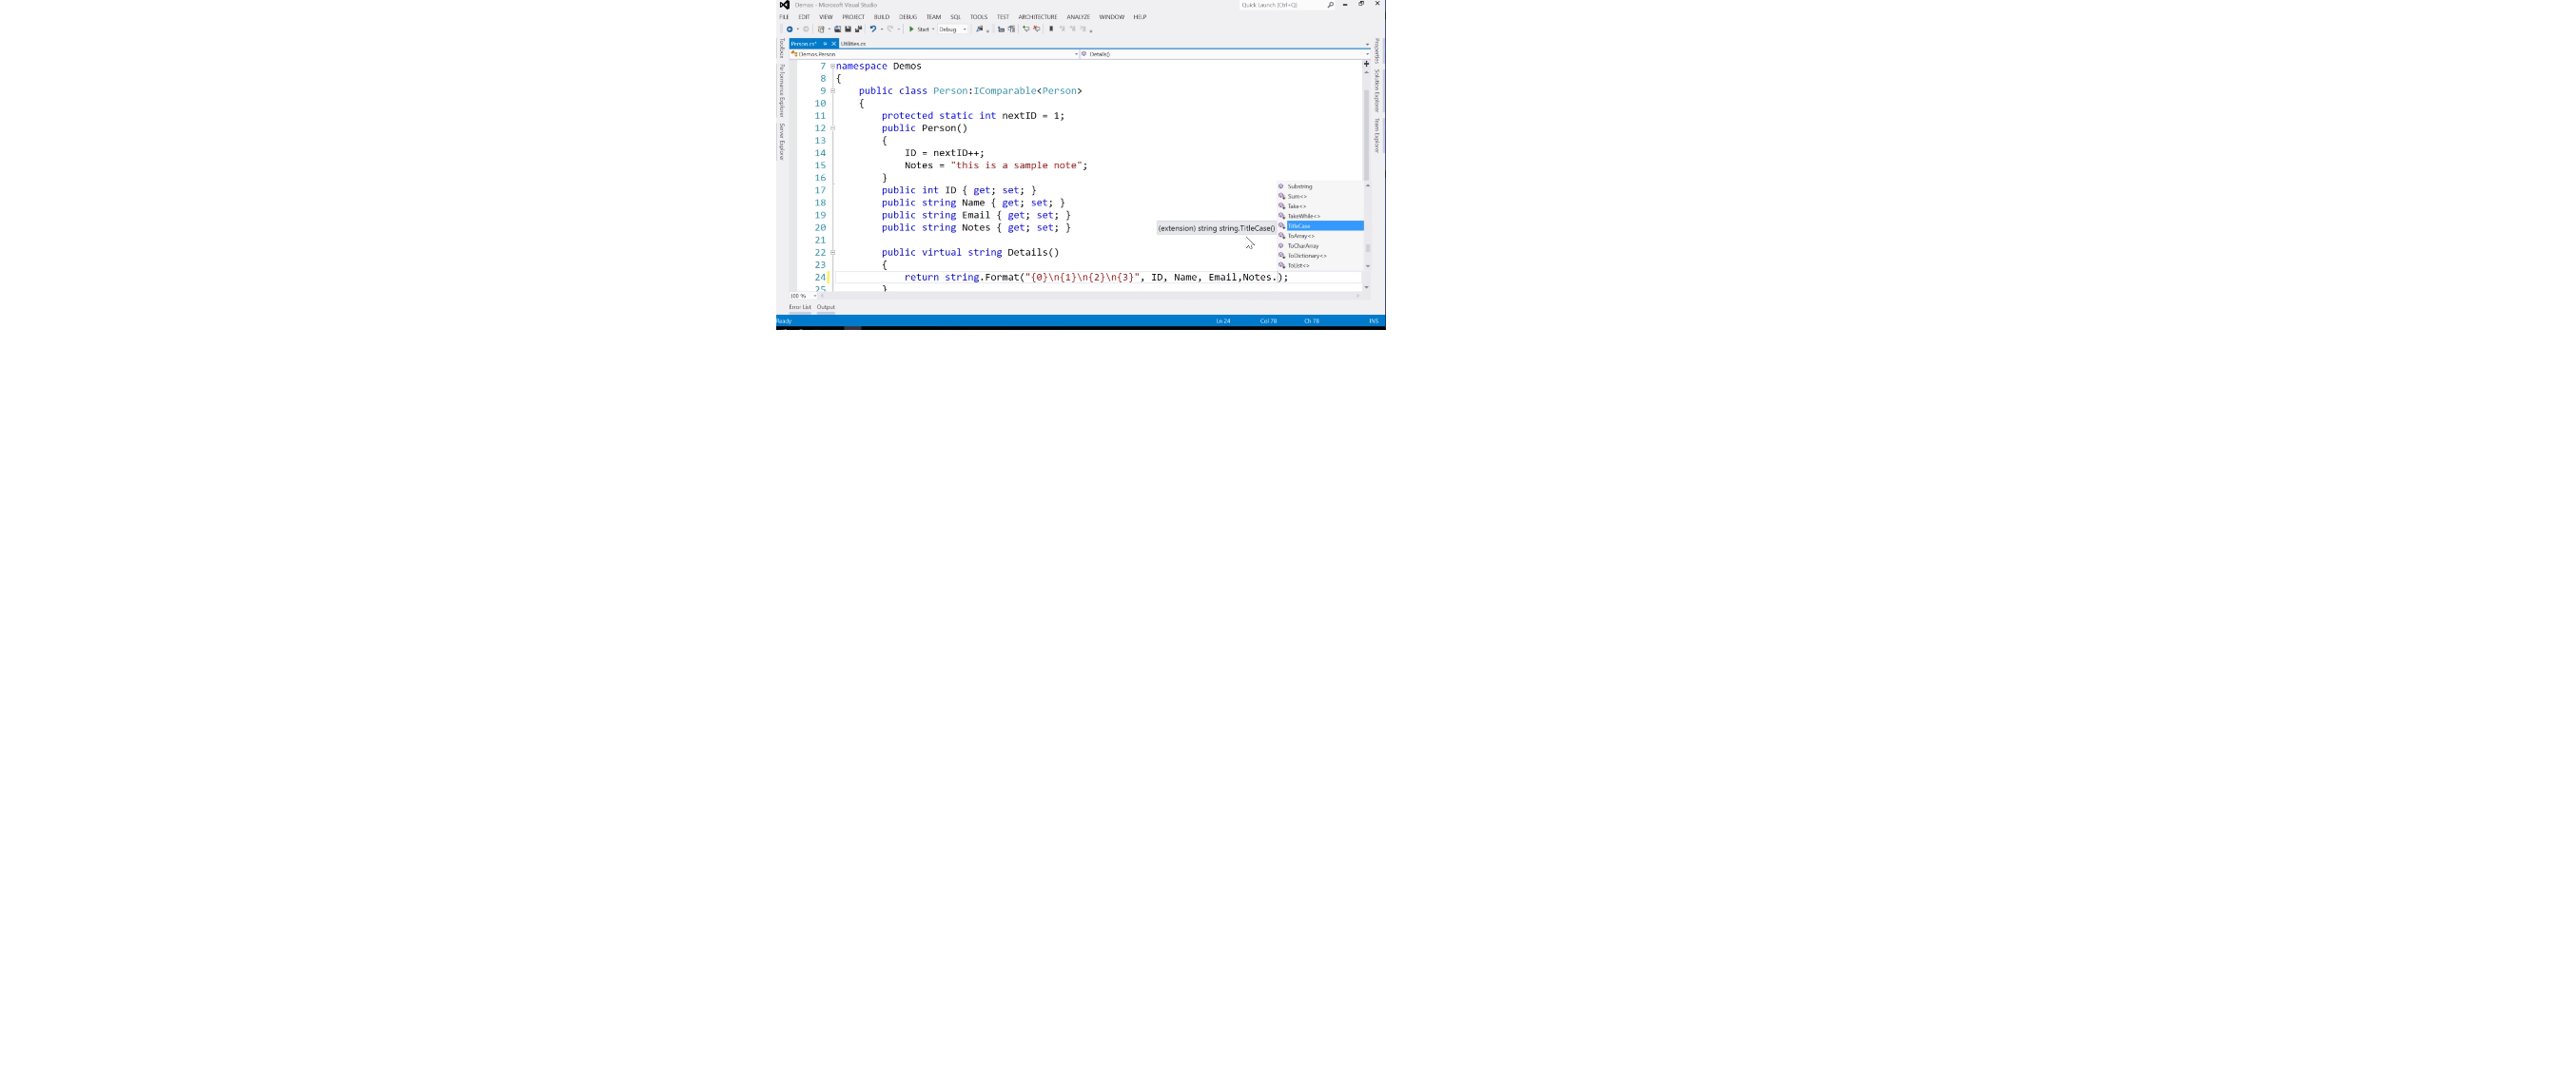 Demos - Microsoft Visual Studio
Quick Launch (Ctrl+Q)
FILE EDIT VIEW PROJECT BUILD DEBUG TEAM SQL TOOLS TEST ARCHITECTURE ANALYZE WINDOW HELP
Start Debug
Person.cs* Utilities.cs
Demos.Person Details()
Toolbox
Performance Explorer
Server Explorer
Properties
Solution Explorer
Team Explorer
7 namespace Demos
8 {
9 public class Person:IComparable<Person>
10 {
11 protected static int nextID = 1;
12 public Person()
13 {
14 ID = nextID++;
15 Notes = "this is a sample note";
16 }
17 public int ID { get; set; }
18 public string Name { get; set; }
19 public string Email { get; set; }
20 public string Notes { get; set; }
21
22 public virtual string Details()
23 {
24 return string.Format("{0}\n{1}\n{2}\n{3}", ID, Name, Email,Notes.);
25 }
Substring
Sum<>
Take<>
TakeWhile<>
TitleCase
ToArray<>
ToCharArray
ToDictionary<>
ToList<>
(extension) string string.TitleCase()
100 %
Error List Output
Ready Ln 24 Col 78 Ch 78 INS